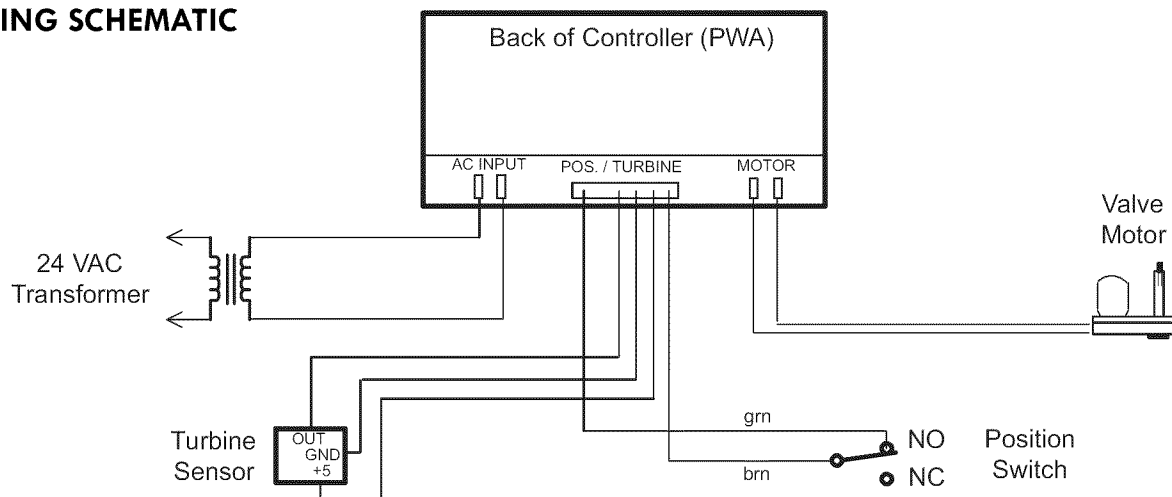 ING SCHEMATIC
Back of Controller (PWA)
AC INPUT
POS. / TURBINE
MOTOR
Valve
Motor
24 VAC
Transformer
Turbine
Sensor
OUT
GND
+5
grn
brn
NO
NC
Position
Switch